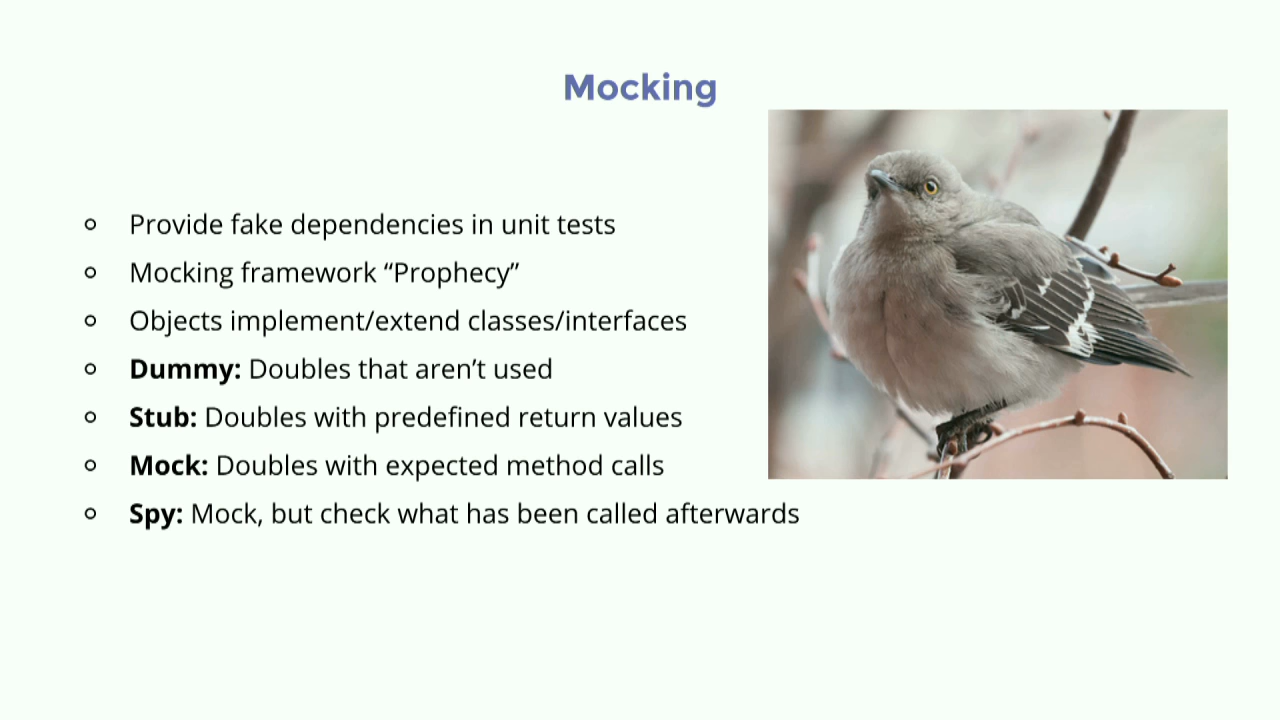 Mocking
Provide fake dependencies in unit tests
Mocking framework “Prophecy”
Objects implement/extend classes/interfaces
Dummy: Doubles that aren’t used
Stub: Doubles with predefined return values
Mock: Doubles with expected method calls
Spy: Mock, but check what has been called afterwards